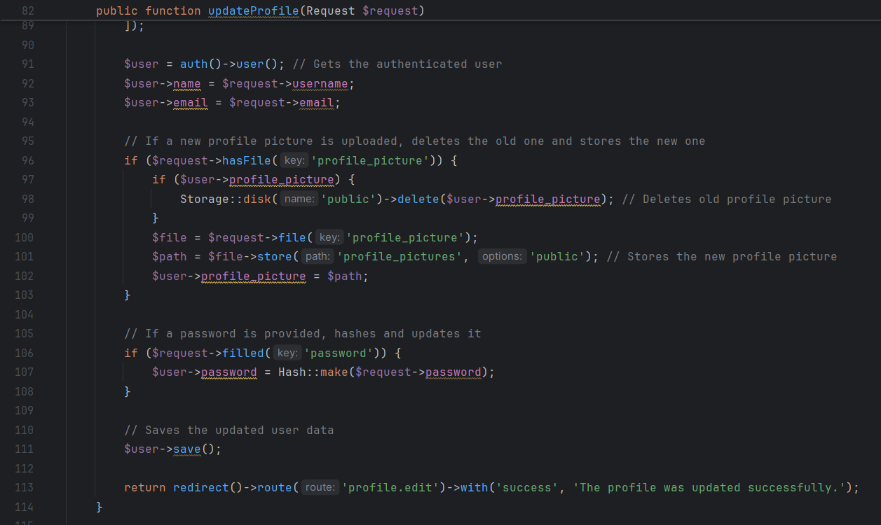 82 public function updateProfile(Request $request)
89 ]);
90
91 $user = auth()->user(); // Gets the authenticated user
92 $user->name = $request->username;
93 $user->email = $request->email;
94
95 // If a new profile picture is uploaded, deletes the old one and stores the new one
96 if ($request->hasFile( key: 'profile_picture')) {
97 if ($user->profile_picture) {
98 Storage::disk( name: 'public')->delete($user->profile_picture); // Deletes old profile picture
99 }
100 $file = $request->file( key: 'profile_picture');
101 $path = $file->store( path: 'profile_pictures', options: 'public'); // Stores the new profile picture
102 $user->profile_picture = $path;
103 }
104
105 // If a password is provided, hashes and updates it
106 if ($request->filled( key: 'password')) {
107 $user->password = Hash::make($request->password);
108 }
109
110 // Saves the updated user data
111 $user->save();
112
113 return redirect()->route( route: 'profile.edit')->with('success', 'The profile was updated successfully.');
114 }